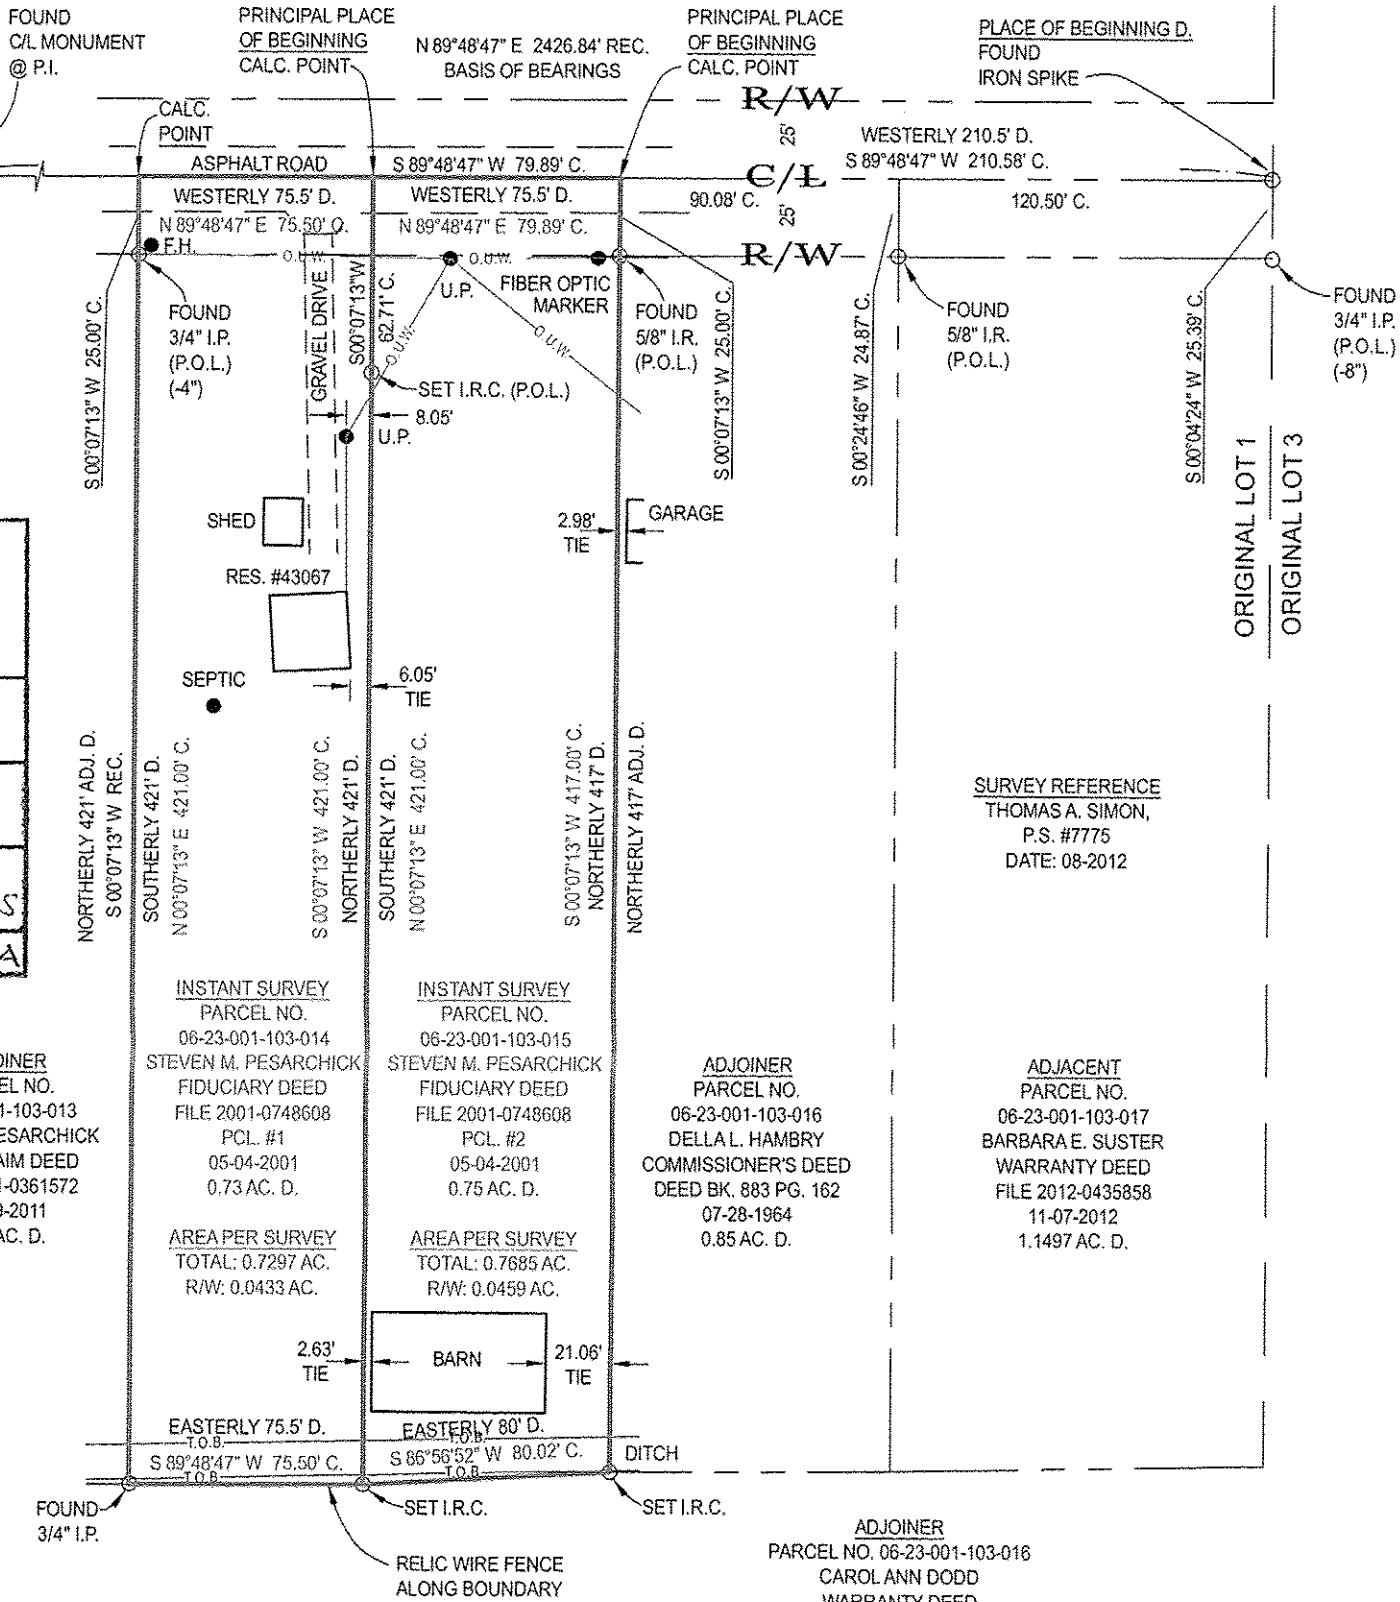 FOUND
C/L MONUMENT
@ P.I.
PRINCIPAL PLACE
OF BEGINNING
CALC. POINT
N 89°48'47" E 2426.84' REC.
BASIS OF BEARINGS
PRINCIPAL PLACE
OF BEGINNING
CALC. POINT
PLACE OF BEGINNING D.
FOUND
IRON SPIKE
R/W
CALC.
POINT
25'
WESTERLY 210.5' D.
S 89°48'47" W 210.58' C.
ASPHALT ROAD
S 89°48'47" W 79.89' C.
C/L
WESTERLY 75.5' D.
WESTERLY 75.5' D.
90.08' C.
25'
120.50' C.
N 89°48'47" E 75.50' C.
N 89°48'47" E 79.89' C.
F.H.
O.U.W.
O.U.W.
R/W
U.P.
FIBER OPTIC
MARKER
FOUND
3/4" I.P.
(P.O.L.)
(-4")
FOUND
5/8" I.R.
(P.O.L.)
FOUND
5/8" I.R.
(P.O.L.)
FOUND
3/4" I.P.
(P.O.L.)
(-8")
S 00°07'13" W 25.00' C.
GRAVEL DRIVE
S00°07'13"W
62.71' C.
O.U.W.
O.U.W.
S 00°07'13" W 25.00' C.
S 00°24'46" W 24.87' C.
S 00°04'24" W 25.39' C.
SET I.R.C. (P.O.L.)
8.05'
U.P.
ORIGINAL LOT 1
ORIGINAL LOT 3
SHED
2.98'
TIE
GARAGE
RES. #43067
SEPTIC
6.05'
TIE
NORTHERLY 421' ADJ. D.
S 00°07'13" W REC.
SOUTHERLY 421' D.
N 00°07'13" E 421.00' C.
S 00°07'13" W 421.00' C.
NORTHERLY 421' D.
SOUTHERLY 421' D.
N 00°07'13" E 421.00' C.
S 00°07'13" W 417.00' C.
NORTHERLY 417' D.
NORTHERLY 417' ADJ. D.
SURVEY REFERENCE
THOMAS A. SIMON,
P.S. #7775
DATE: 08-2012
S
A
OINER
EL NO.
1-103-013
ESARCHICK
AIM DEED
-0361572
-2011
AC. D.
INSTANT SURVEY
PARCEL NO.
06-23-001-103-014
STEVEN M. PESARCHICK
FIDUCIARY DEED
FILE 2001-0748608
PCL. #1
05-04-2001
0.73 AC. D.
AREA PER SURVEY
TOTAL: 0.7297 AC.
R/W: 0.0433 AC.
INSTANT SURVEY
PARCEL NO.
06-23-001-103-015
STEVEN M. PESARCHICK
FIDUCIARY DEED
FILE 2001-0748608
PCL. #2
05-04-2001
0.75 AC. D.
AREA PER SURVEY
TOTAL: 0.7685 AC.
R/W: 0.0459 AC.
ADJOINER
PARCEL NO.
06-23-001-103-016
DELLA L. HAMBRY
COMMISSIONER'S DEED
DEED BK. 883 PG. 162
07-28-1964
0.85 AC. D.
ADJACENT
PARCEL NO.
06-23-001-103-017
BARBARA E. SUSTER
WARRANTY DEED
FILE 2012-0435858
11-07-2012
1.1497 AC. D.
2.63'
TIE
BARN
21.06'
TIE
EASTERLY 75.5' D.
EASTERLY 80' D.
T.O.B.
T.O.B.
S 89°48'47" W 75.50' C.
S 86°56'52" W 80.02' C.
DITCH
T.O.B.
T.O.B.
FOUND
3/4" I.P.
SET I.R.C.
SET I.R.C.
RELIC WIRE FENCE
ALONG BOUNDARY
ADJOINER
PARCEL NO. 06-23-001-103-016
CAROL ANN DODD
WARRANTY DEED